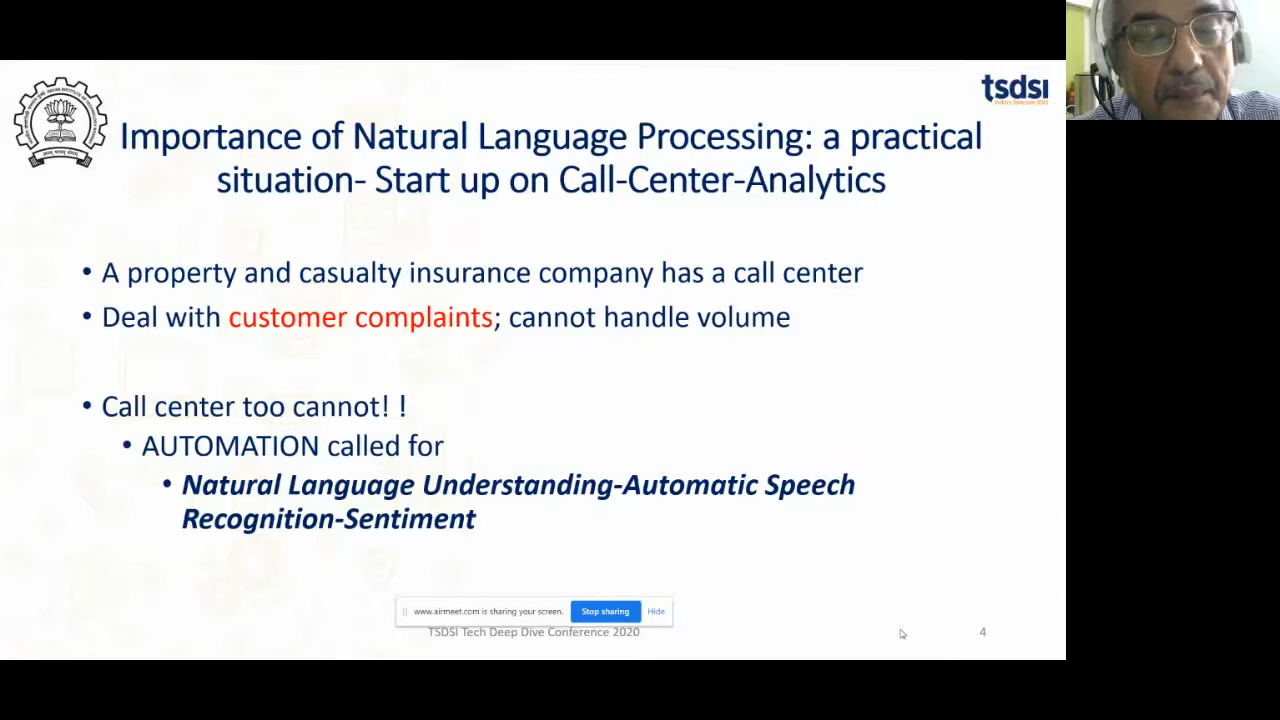 tsdsi
India's Telecom SDO
Importance of Natural Language Processing: a practical
situation- Start up on Call-Center-Analytics
• A property and casualty insurance company has a call center
• Deal with customer complaints; cannot handle volume
• Call center too cannot! !
• AUTOMATION called for
• Natural Language Understanding-Automatic Speech
Recognition-Sentiment
www.airmeet.com is sharing your screen. Stop sharing Hide
TSDSI Tech Deep Dive Conference 2020 4